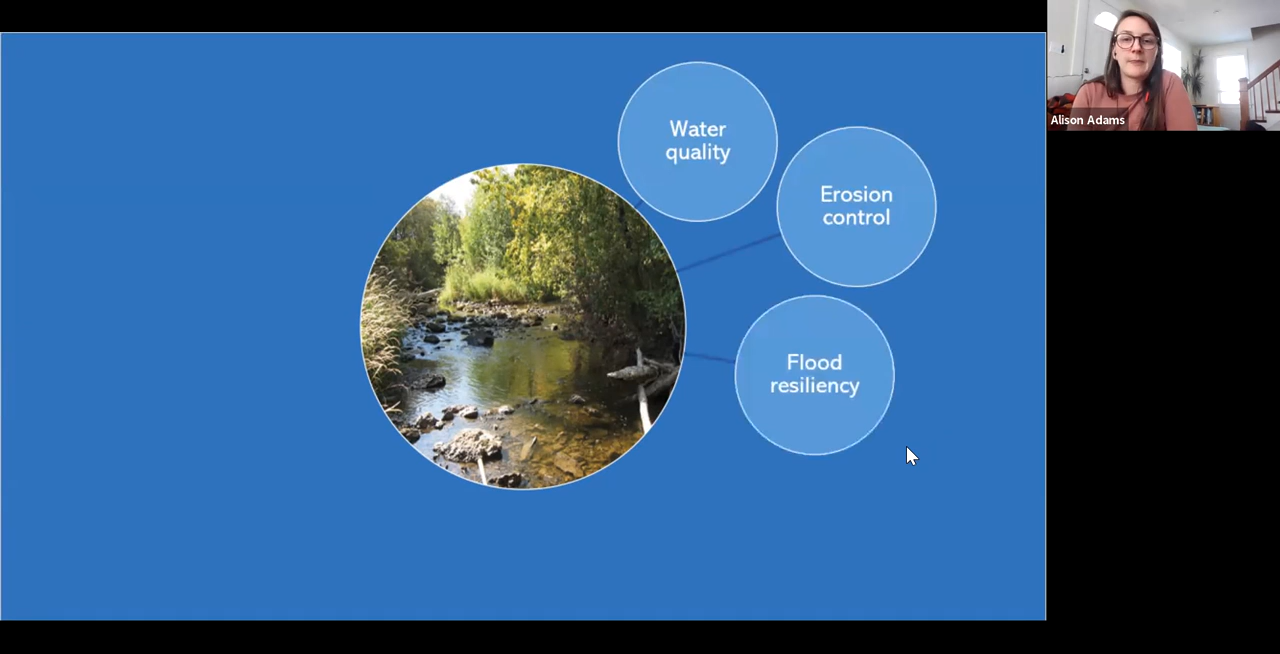 Water
quality
Erosion
control
Flood
resiliency
Alison Adams